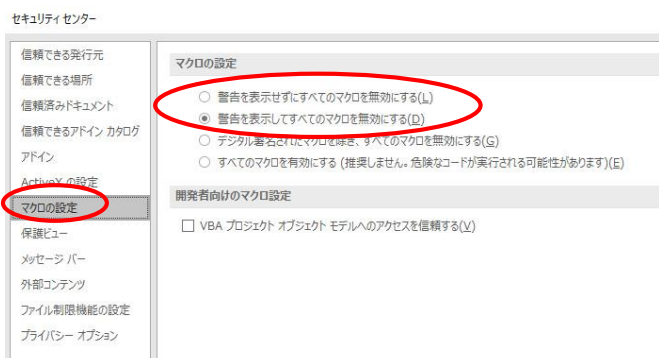 セキュリティ センター
信頼できる発行元
信頼できる場所
信頼済みドキュメント
信頼できるアドイン カタログ
アドイン
ActiveX の設定
マクロの設定
保護ビュー
メッセージ バー
外部コンテンツ
ファイル制限機能の設定
プライバシー オプション
マクロの設定
警告を表示せずにすべてのマクロを無効にする(L)
警告を表示してすべてのマクロを無効にする(D)
デジタル署名されたマクロを除き、すべてのマクロを無効にする(G)
すべてのマクロを有効にする (推奨しません。危険なコードが実行される可能性があります)(E)
開発者向けのマクロ設定
VBA プロジェクト オブジェクト モデルへのアクセスを信頼する(V)